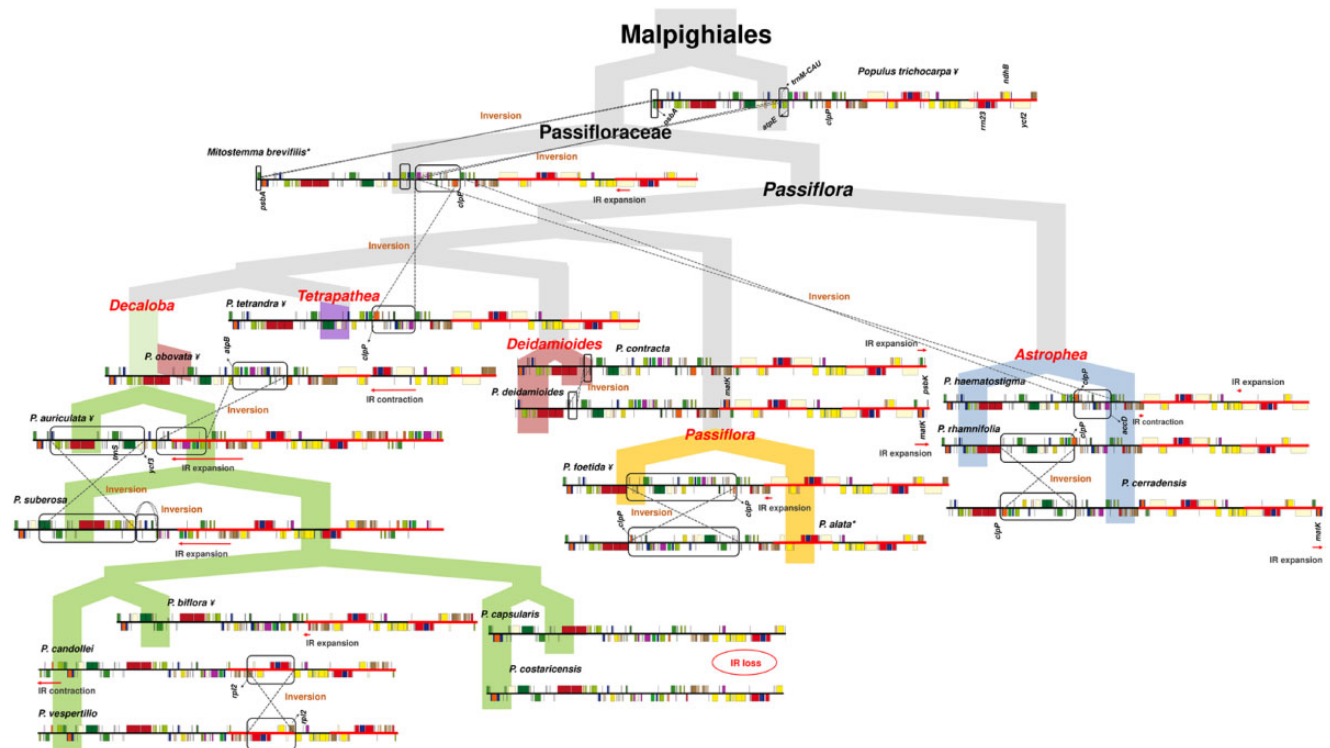 Malpighiales
trnM-CAU
Populus trichocarpa ¥
ndhB
psbA
atpE
clpP
rrn23
ycf2
Inversion
Passifloraceae
Mitostemma brevifilis*
Inversion
psbA
clpP
IR expansion
Passiflora
Inversion
Inversion
Decaloba
Tetrapathea
P. tetrandra ¥
clpP
atpB
P. obovata ¥
IR contraction
Deidamioides
P. contracta
IR expansion
matK
psbK
P. deidamioides
Inversion
matK
IR expansion
Astrophea
P. haematostigma
clpP
IR expansion
IR contraction
accD
P. rhamnifolia
clpP
Inversion
P. cerradensis
clpP
matK
IR expansion
P. auriculata ¥
Inversion
trnS
ycf3
IR expansion
Passiflora
P. foetida ¥
clpP
clpP
IR expansion
Inversion
P. alata*
P. suberosa
Inversion
Inversion
IR expansion
P. biflora ¥
IR expansion
P. capsularis
P. candollei
IR contraction
rpl2
Inversion
IR loss
P. costaricensis
P. vespertilio
rpl2